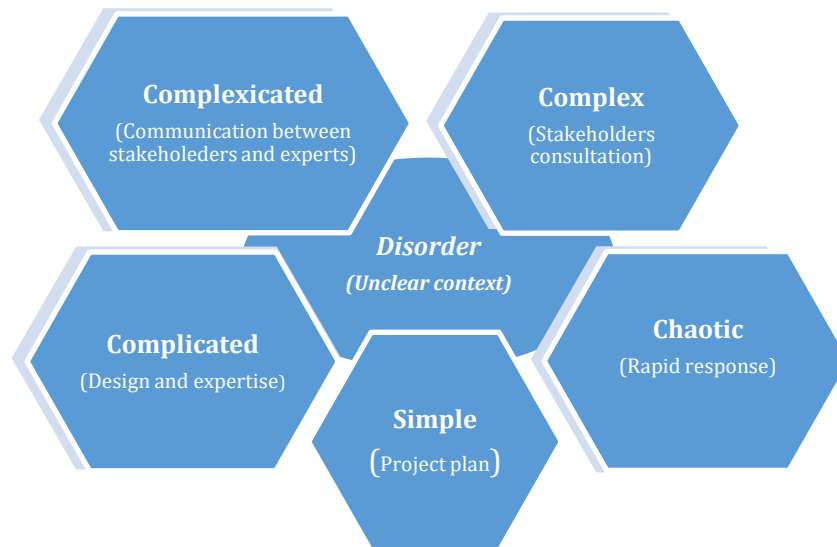 Complexicated
(Communication between
stakeholeders and experts)
Complex
(Stakeholders
consultation)
Disorder
(Unclear context)
Complicated
(Design and expertise)
Chaotic
(Rapid response)
Simple
(Project plan)